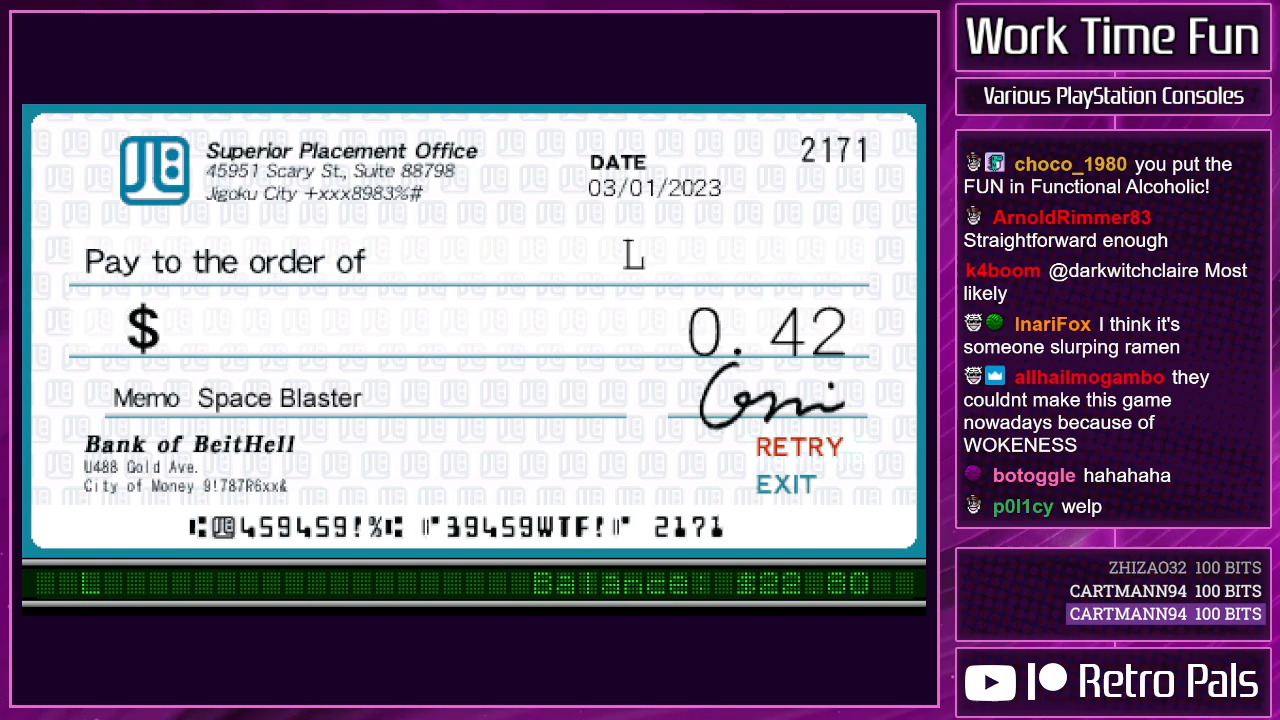 Superior Placement Office
45951 Scary St., Suite 88798
Jigoku City +xxx8983%#
DATE
03/01/2023
2171
Pay to the order of L
$ 0.42
Memo Space Blaster
Bank of BeitHell
U488 Gold Ave.
City of Money 9!787R6xx&
RETRY
EXIT
459459!% 39459WTF! 2171
L Balance: $22.80
Work Time Fun
Various PlayStation Consoles
choco_1980 you put the
FUN in Functional Alcoholic!
ArnoldRimmer83
Straightforward enough
k4boom @darkwitchclaire Most
likely
InariFox I think it's
someone slurping ramen
allhailmogambo they
couldnt make this game
nowadays because of
WOKENESS
botoggle hahahaha
p0l1cy welp
ZHIZAO32 100 BITS
CARTMANN94 100 BITS
CARTMANN94 100 BITS
Retro Pals